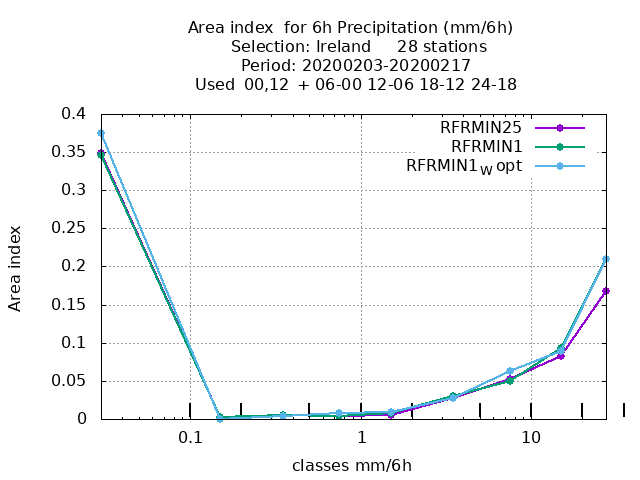 Area index  for 6h Precipitation (mm/6h)
Selection: Ireland     28 stations
Period: 20200203-20200217
Used  00,12  + 06-00 12-06 18-12 24-18
RFRMIN25
RFRMIN1
RFRMIN1W opt
0.4
0.35
0.3
0.25
0.2
0.15
0.1
0.05
0
Area index
0.1 1 10
classes mm/6h